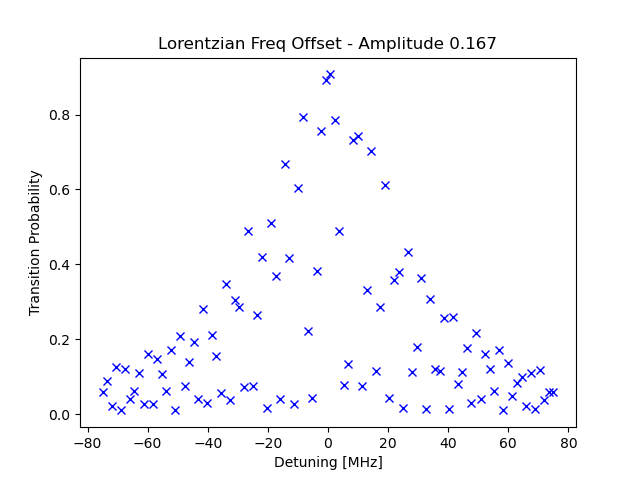 Lorentzian Freq Offset - Amplitude 0.167
Transition Probability
0.8
0.6
0.4
0.2
0.0
−80 −60 −40 −20 0 20 40 60 80
Detuning [MHz]